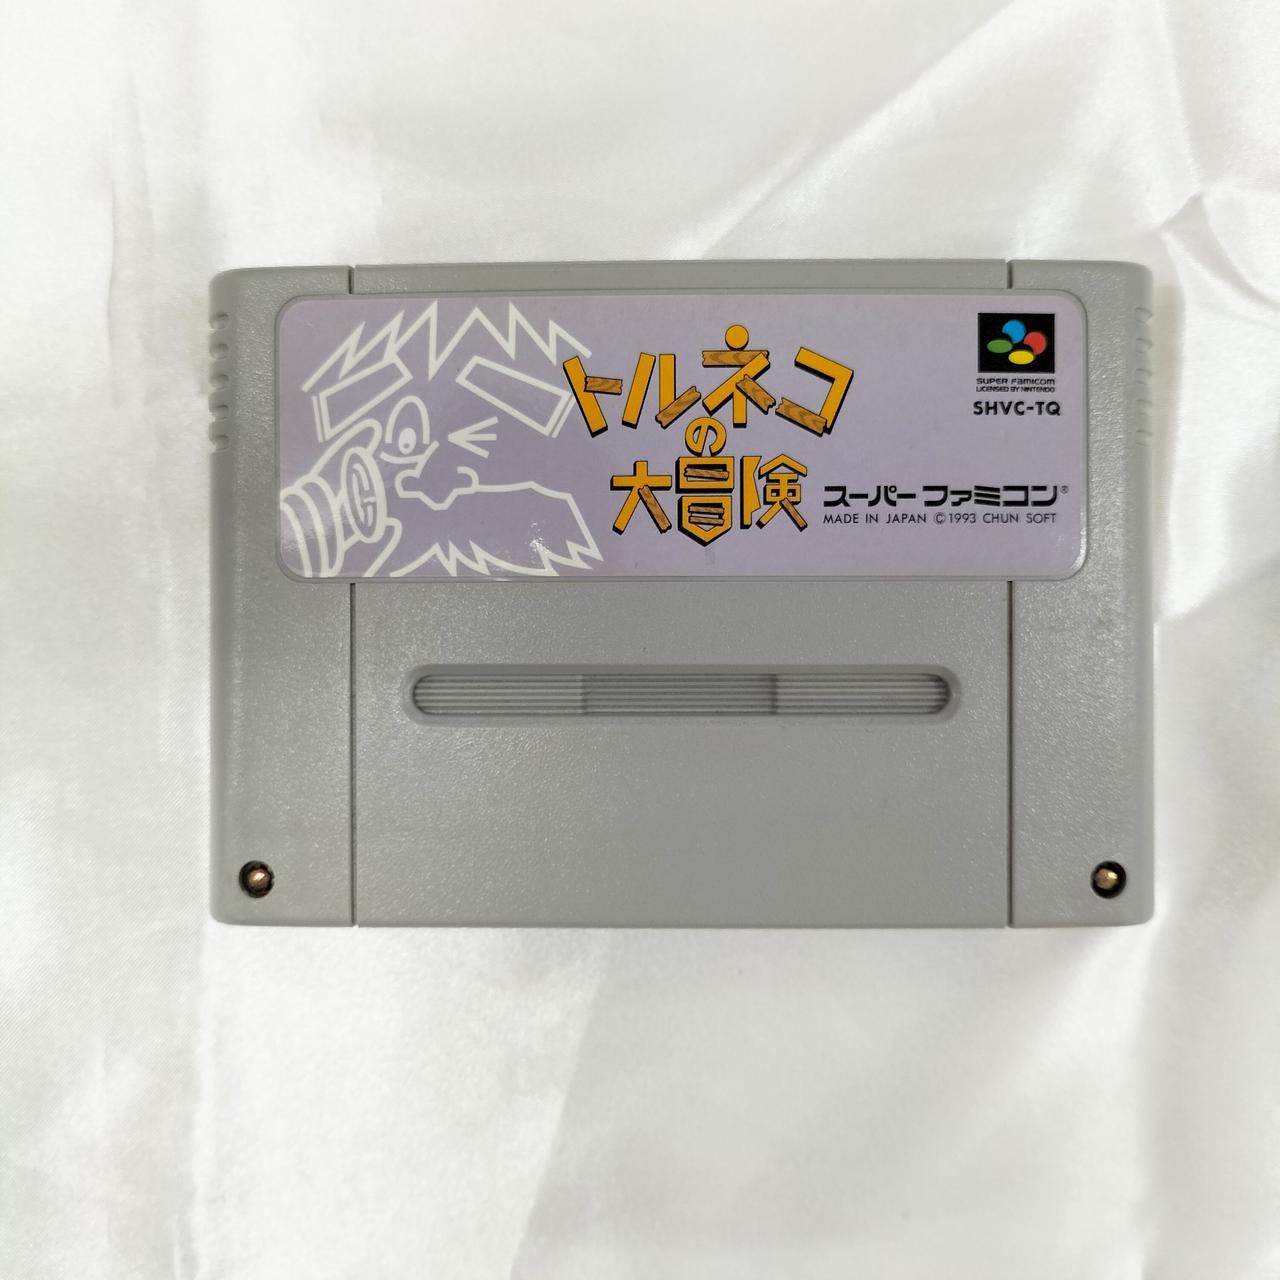 トルネコ
の
大冒険
SUPER FAMICOM
LICENSED BY NINTENDO
SHVC-TQ
スーパーファミコン®
MADE IN JAPAN © 1993 CHUN SOFT